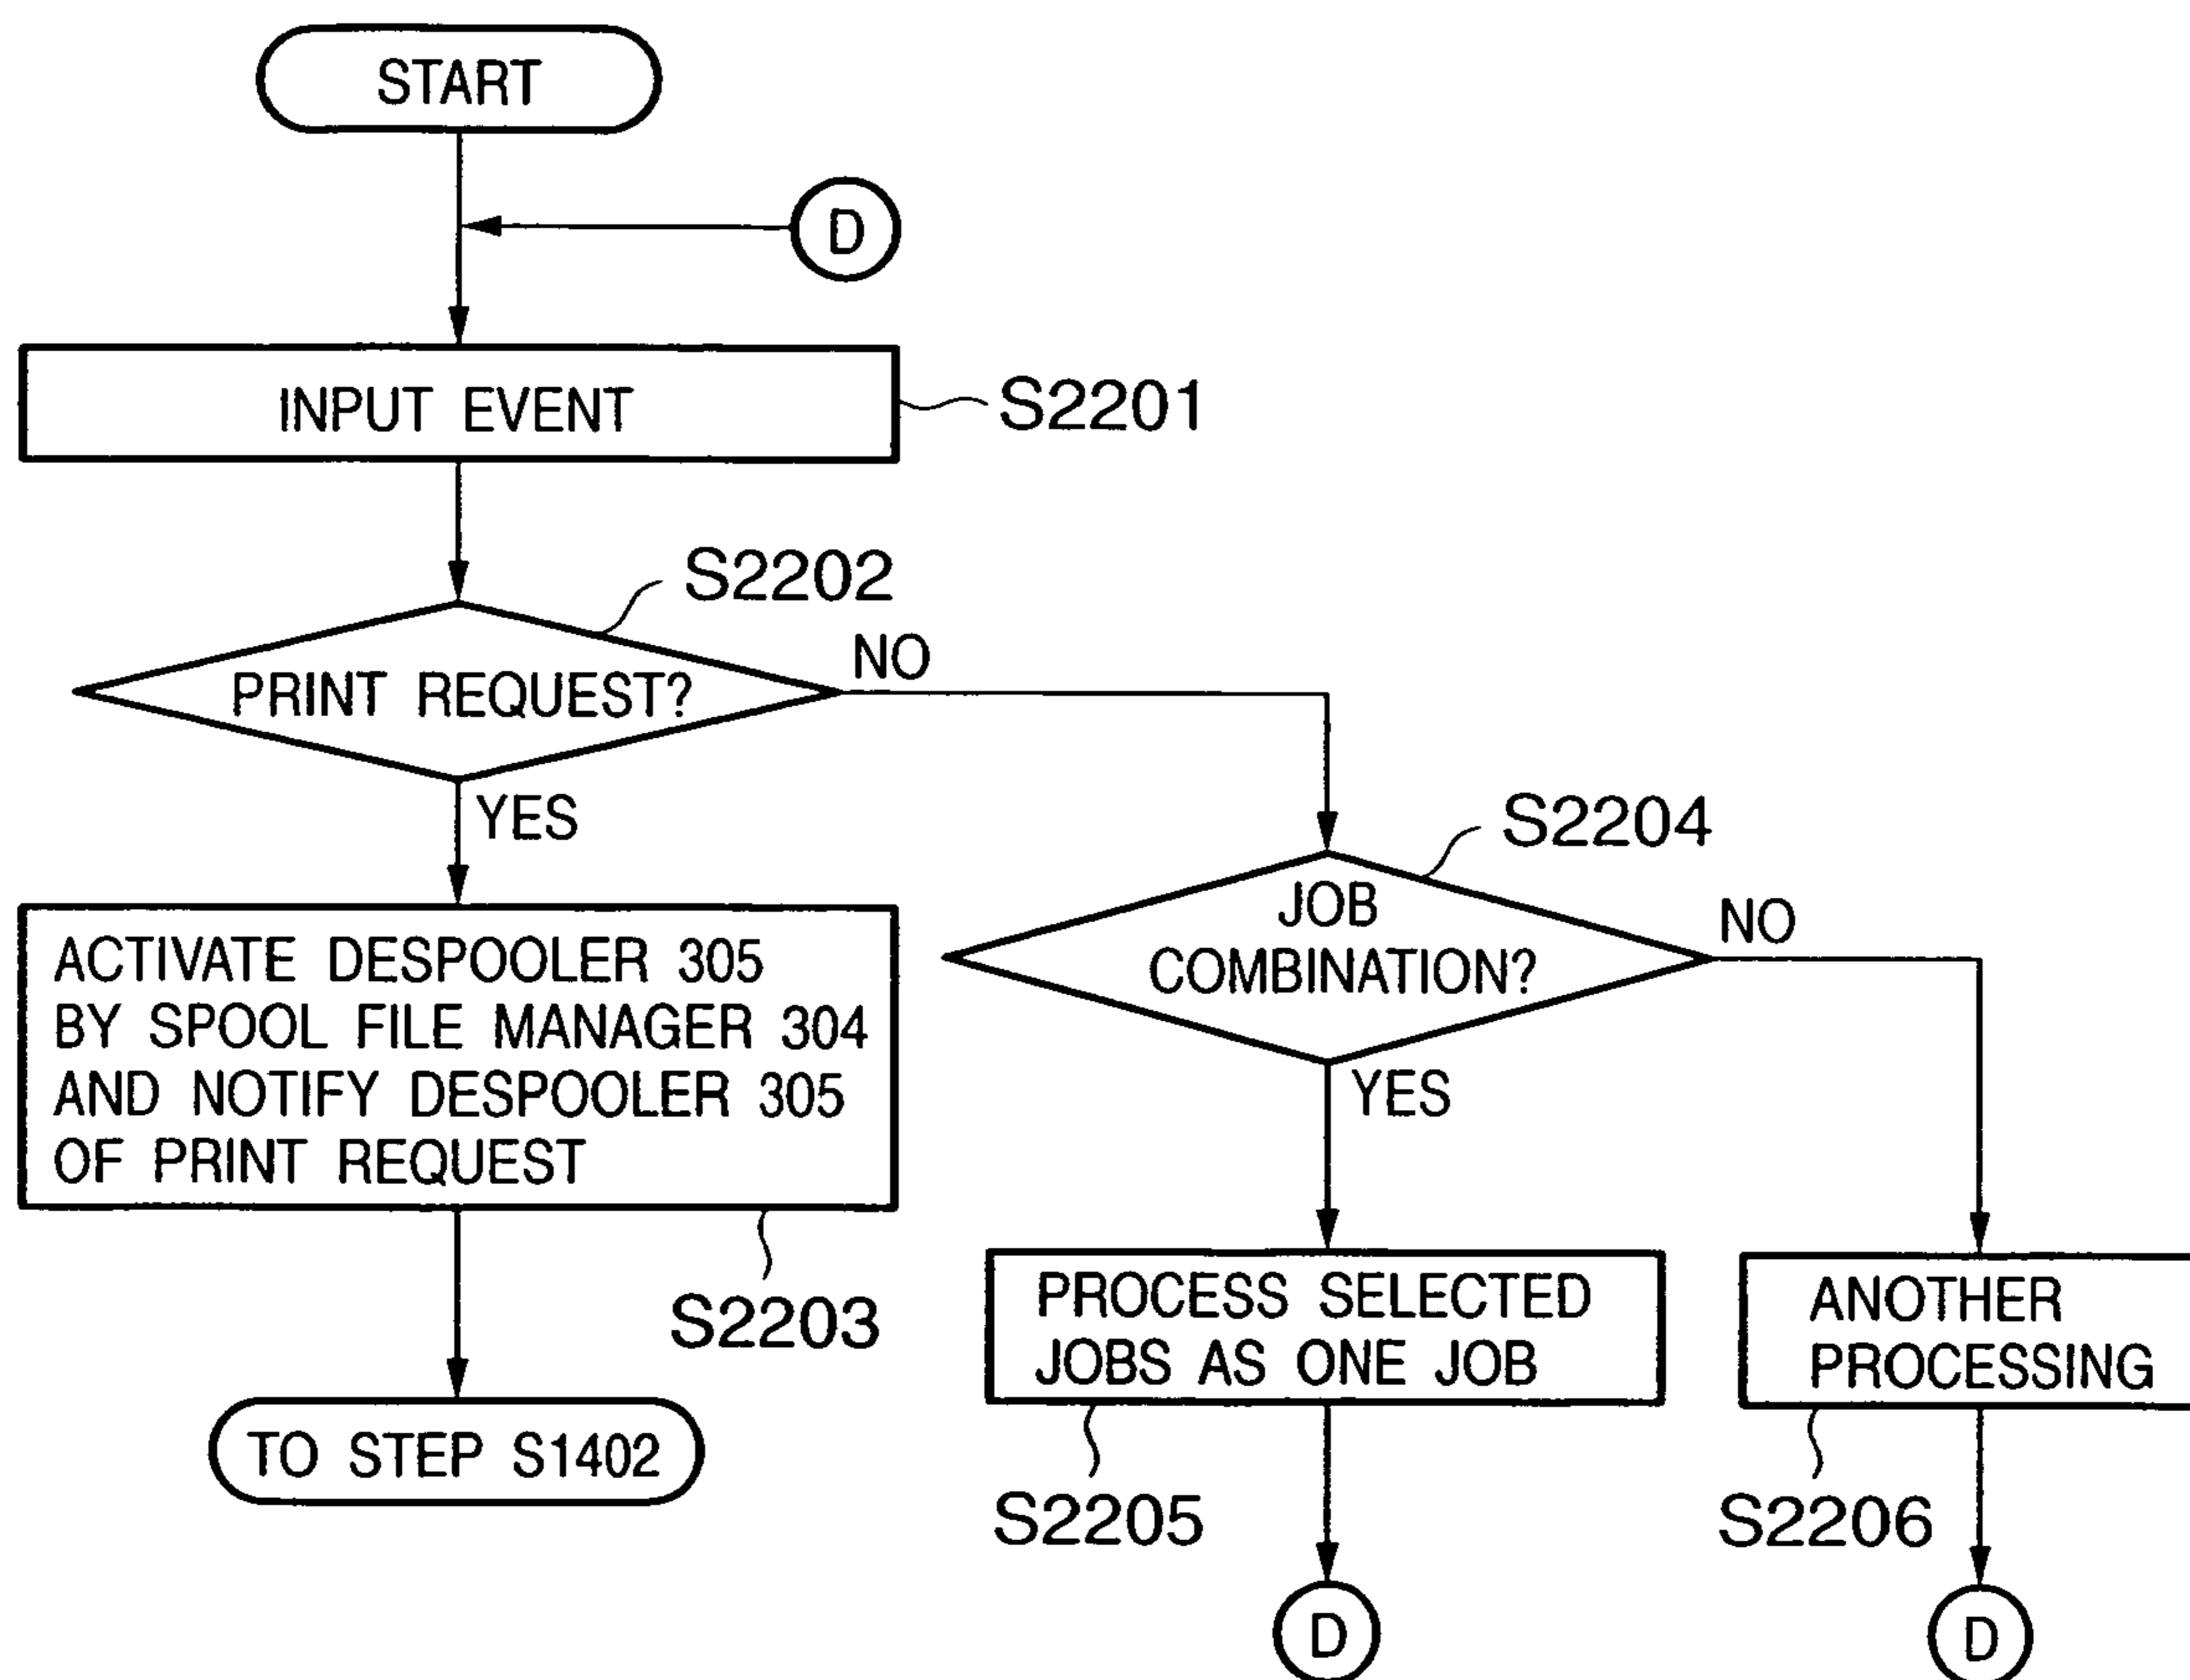 START
D
INPUT EVENT
S2201
S2202
PRINT REQUEST?
NO
YES
S2204
JOB
COMBINATION?
NO
YES
ACTIVATE DESPOOLER 305
BY SPOOL FILE MANAGER 304
AND NOTIFY DESPOOLER 305
OF PRINT REQUEST
S2203
TO STEP S1402
PROCESS SELECTED
JOBS AS ONE JOB
S2205
D
ANOTHER
PROCESSING
S2206
D